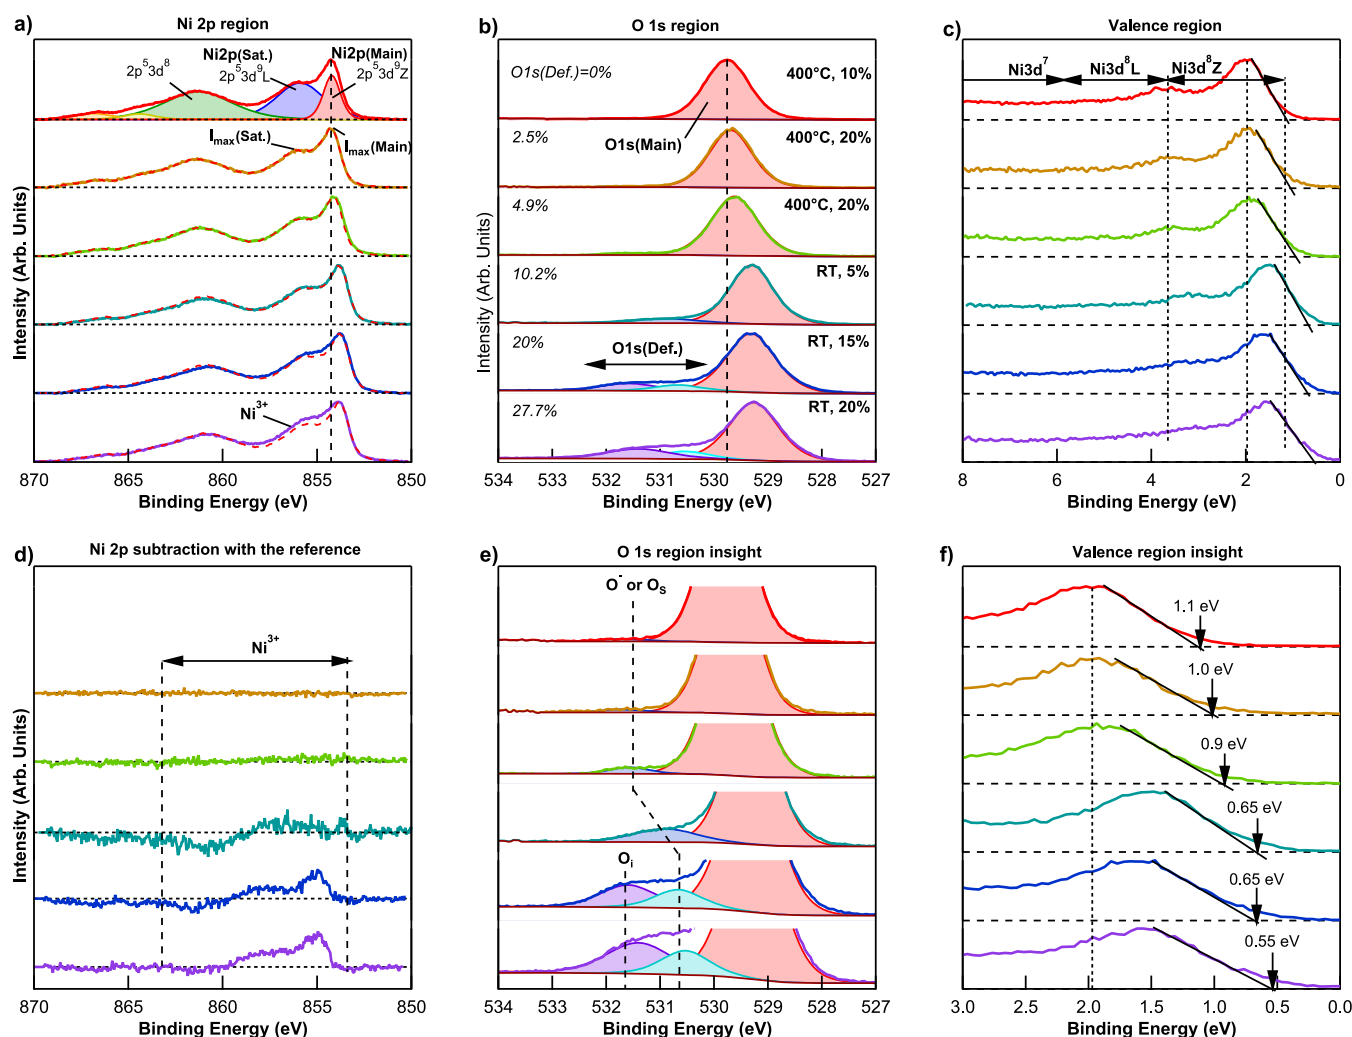 a) Ni 2p region
Ni2p(Sat.) Ni2p(Main)
2p⁵3d⁸ 2p⁵3d⁹L 2p⁵3d⁹Z
I_max(Sat.) I_max(Main)
Ni³⁺
Intensity (Arb. Units)
870 865 860 855 850
Binding Energy (eV)
b) O 1s region
O1s(Def.)=0% 400°C, 10%
2.5% O1s(Main) 400°C, 20%
4.9% 400°C, 20%
10.2% RT, 5%
20% O1s(Def.) RT, 15%
27.7% RT, 20%
Intensity (Arb. Units)
534 533 532 531 530 529 528 527
Binding Energy (eV)
c) Valence region
Ni3d⁷ Ni3d⁸L Ni3d⁸Z
8 6 4 2 0
Binding Energy (eV)
d) Ni 2p subtraction with the reference
Ni³⁺
Intensity (Arb. Units)
870 865 860 855 850
Binding Energy (eV)
e) O 1s region insight
O⁻ or O_S
O_i
534 533 532 531 530 529 528 527
Binding Energy (eV)
f) Valence region insight
1.1 eV
1.0 eV
0.9 eV
0.65 eV
0.65 eV
0.55 eV
3.0 2.5 2.0 1.5 1.0 0.5 0.0
Binding Energy (eV)